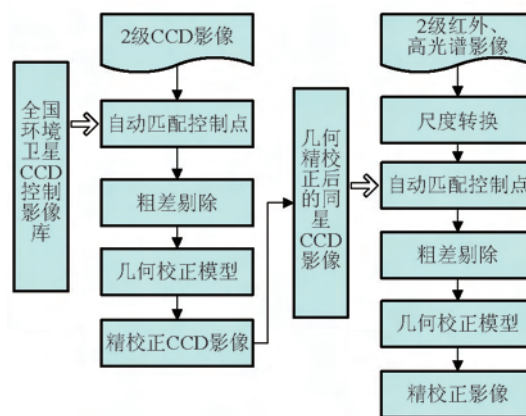 2级CCD影像
全国
环境
卫星
CCD
控制
影像
库
自动匹配控制点
粗差剔除
几何校正模型
精校正CCD影像
几何
精校
正后
的同
星
CCD
影像
2级红外、
高光谱影像
尺度转换
自动匹配控制点
粗差剔除
几何校正模型
精校正影像